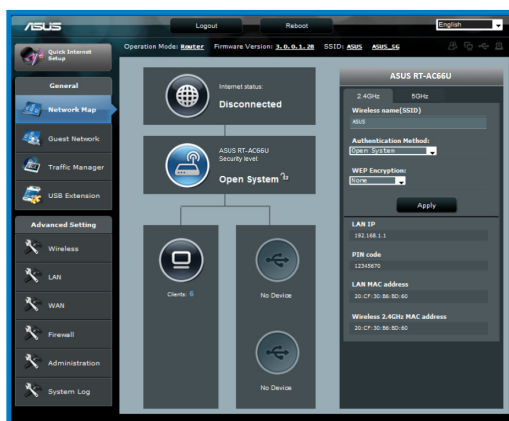 ASUS
Logout
Reboot
English
Quick Internet
Setup
Operation Mode: Router Firmware Version: 3.0.0.1.28 SSID: ASUS ASUS_5G
General
Network Map
Guest Network
Traffic Manager
USB Extension
Advanced Setting
Wireless
LAN
WAN
Firewall
Administration
System Log
Internet status:
Disconnected
ASUS RT-AC66U
Security level
Open System
Clients: 6
No Device
No Device
ASUS RT-AC66U
2.4GHz
5GHz
Wireless name(SSID)
ASUS
Authentication Method:
Open System
WEP Encryption:
None
Apply
LAN IP
192.168.1.1
PIN code
12345670
LAN MAC address
20:CF:30:B6:BD:60
Wireless 2.4GHz MAC address
20:CF:30:B6:BD:60